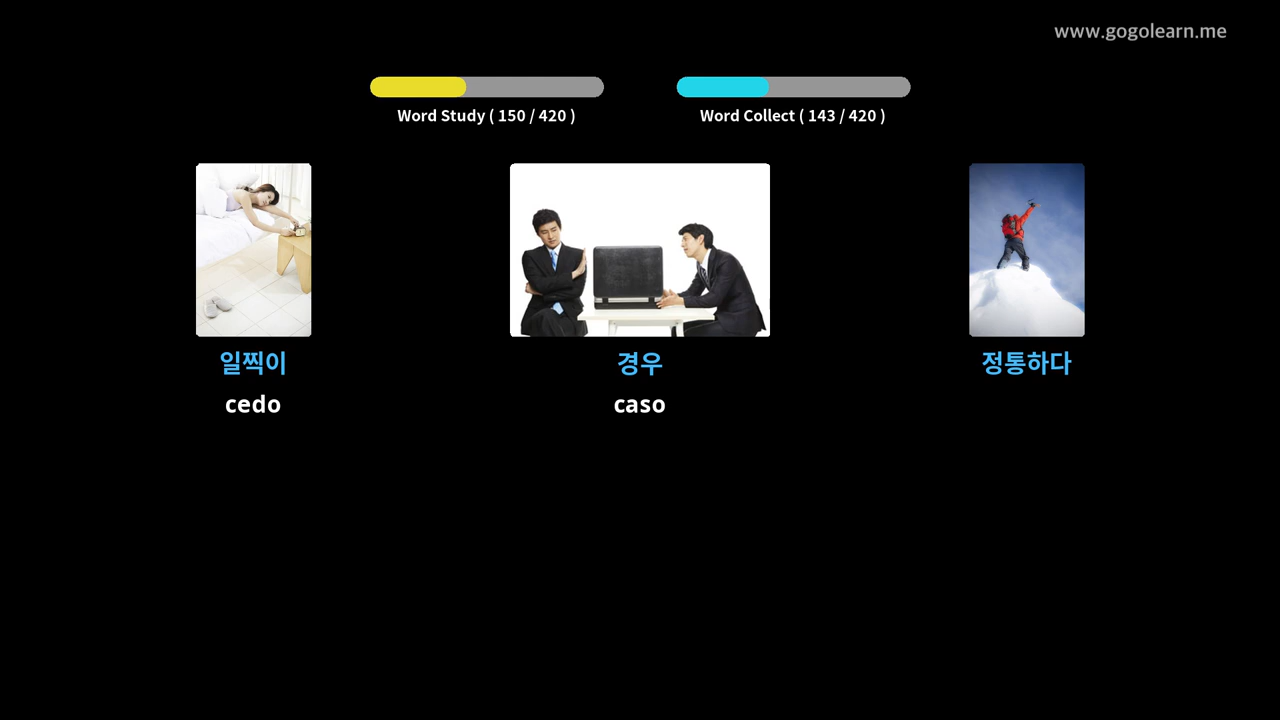 www.gogolearn.me
Word Study ( 150 / 420 )
Word Collect ( 143 / 420 )
일찍이
경우
정통하다
cedo
caso